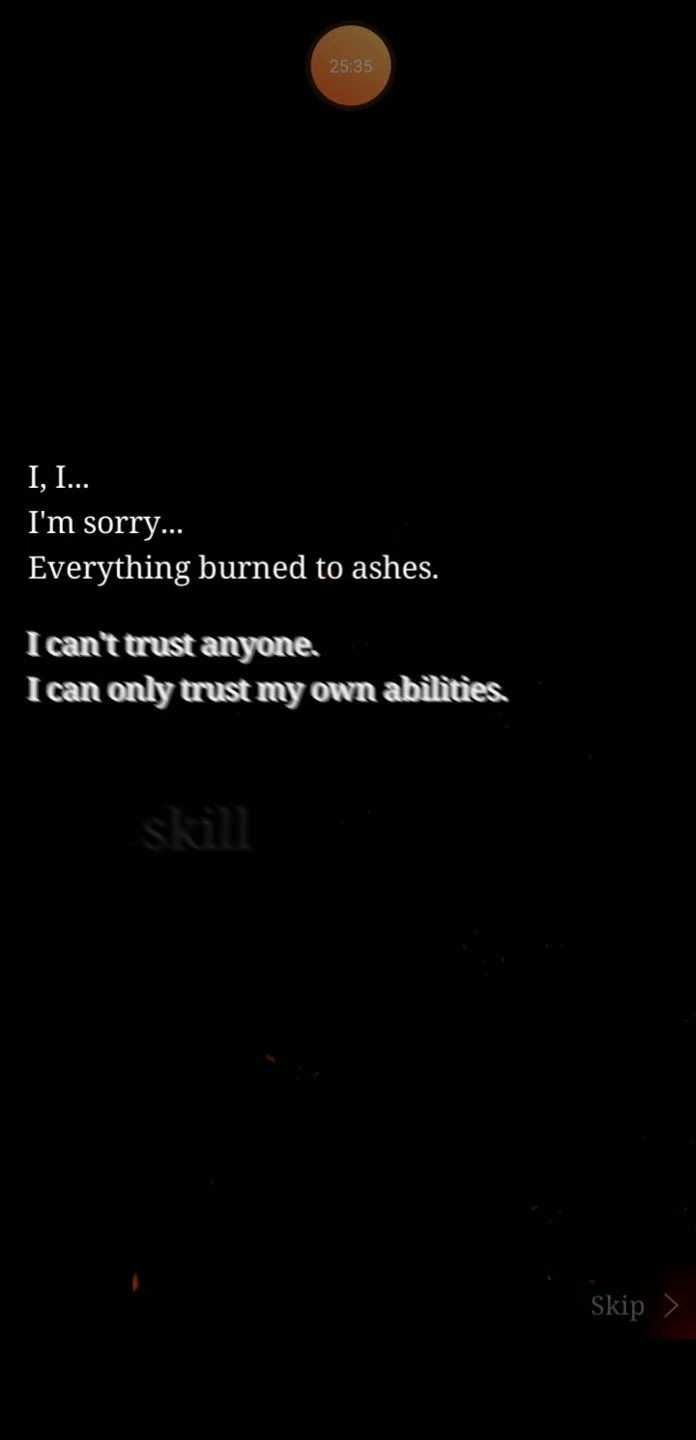 25:35
I, I...
I'm sorry...
Everything burned to ashes.
I can't trust anyone.
I can only trust my own abilities.
skill
Skip